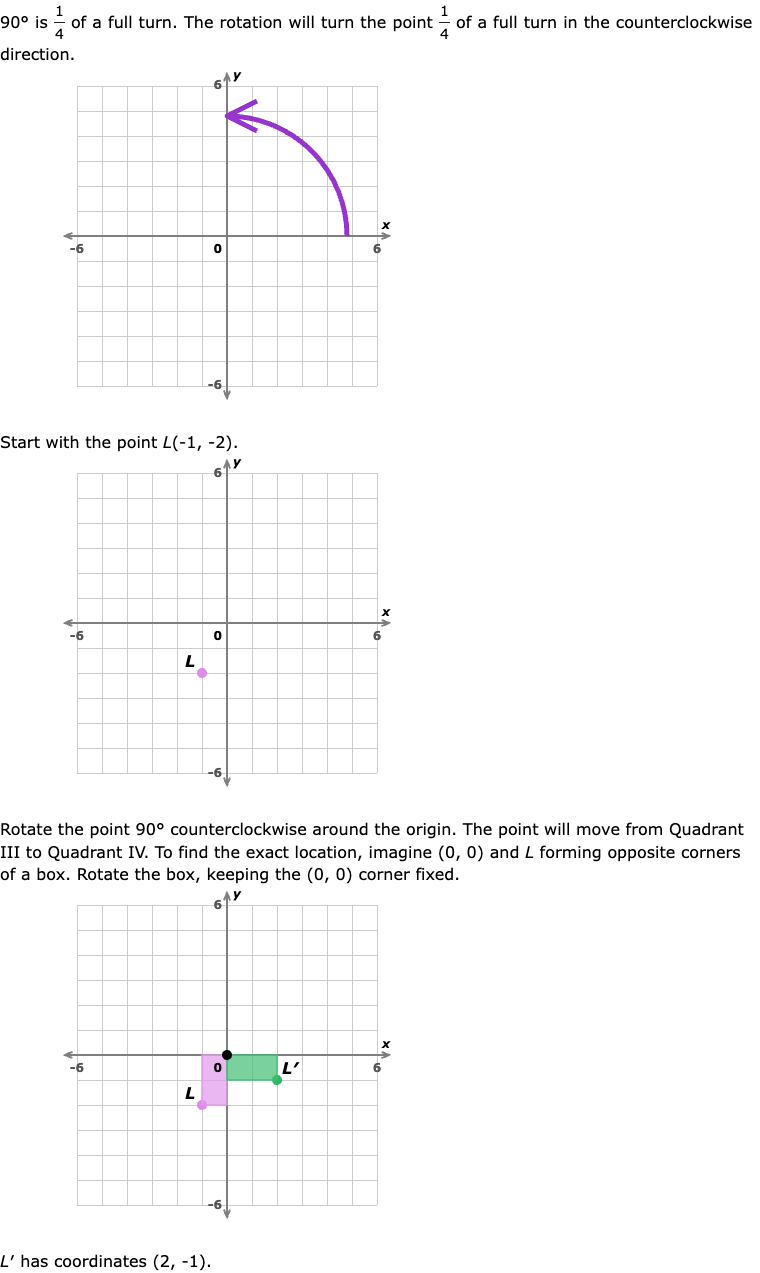 90° is 1/4 of a full turn. The rotation will turn the point 1/4 of a full turn in the counterclockwise
direction.
y
6
x
-6
0
6
-6
Start with the point L(-1, -2).
y
6
x
-6
0
6
L
-6
Rotate the point 90° counterclockwise around the origin. The point will move from Quadrant
III to Quadrant IV. To find the exact location, imagine (0, 0) and L forming opposite corners
of a box. Rotate the box, keeping the (0, 0) corner fixed.
y
6
x
-6
0
L′
6
L
-6
L′ has coordinates (2, -1).